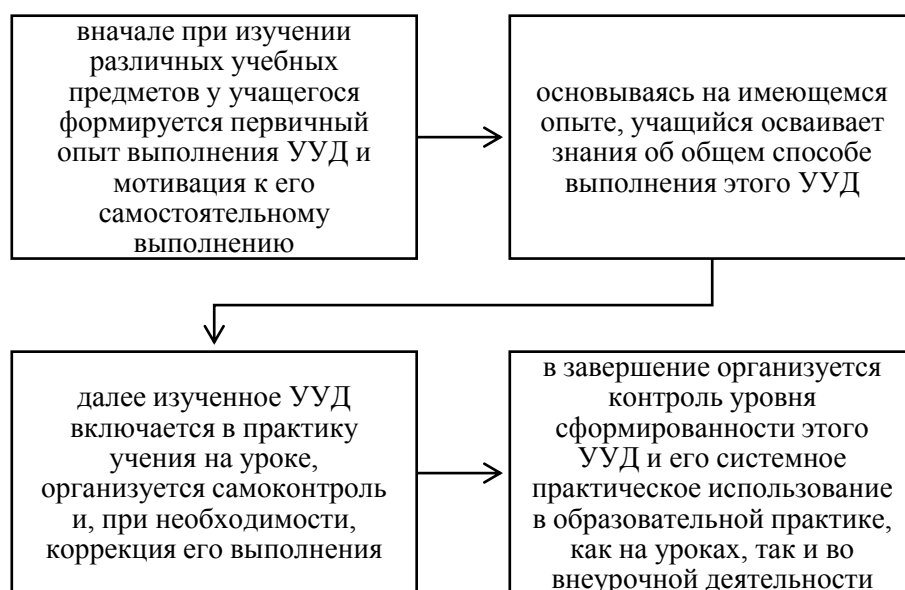 вначале при изучении
различных учебных
предметов у учащегося
формируется первичный
опыт выполнения УУД и
мотивация к его
самостоятельному
выполнению
основываясь на имеющемся
опыте, учащийся осваивает
знания об общем способе
выполнения этого УУД
далее изученное УУД
включается в практику
учения на уроке,
организуется самоконтроль
и, при необходимости,
коррекция его выполнения
в завершение организуется
контроль уровня
сформированности этого
УУД и его системное
практическое использование
в образовательной практике,
как на уроках, так и во
внеурочной деятельности